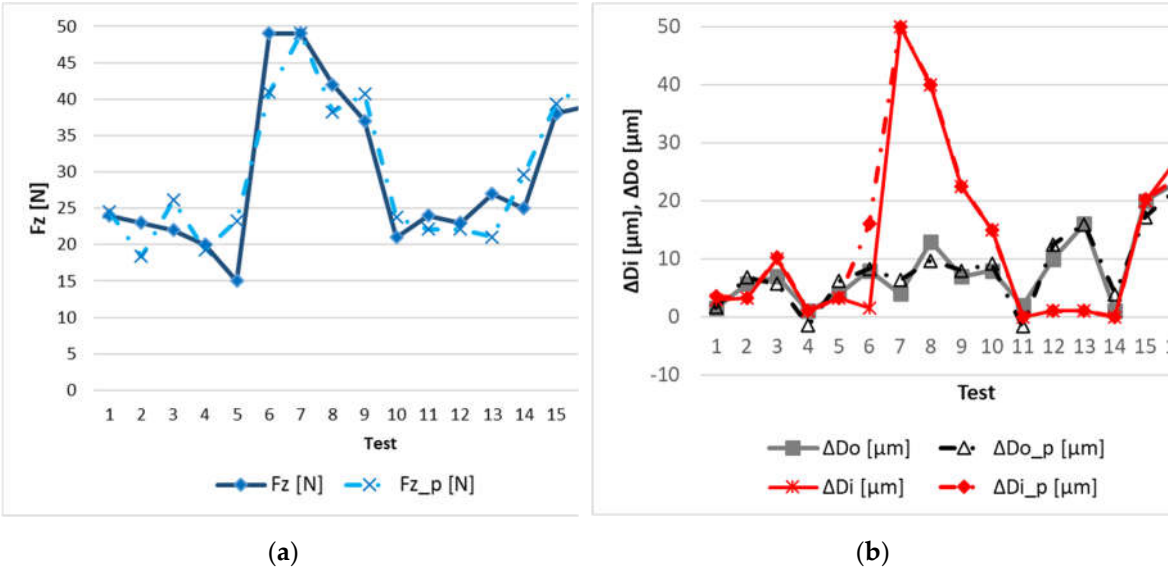 50
45
40
35
30
25
20
15
10
5
0
Fz [N]
1 2 3 4 5 6 7 8 9 10 11 12 13 14 15
Test
Fz [N] Fz_p [N]
(a)
50
40
30
20
10
0
-10
ΔDi [µm], ΔDo [µm]
1 2 3 4 5 6 7 8 9 10 11 12 13 14 15
Test
ΔDo [µm] ΔDo_p [µm]
ΔDi [µm] ΔDi_p [µm]
(b)